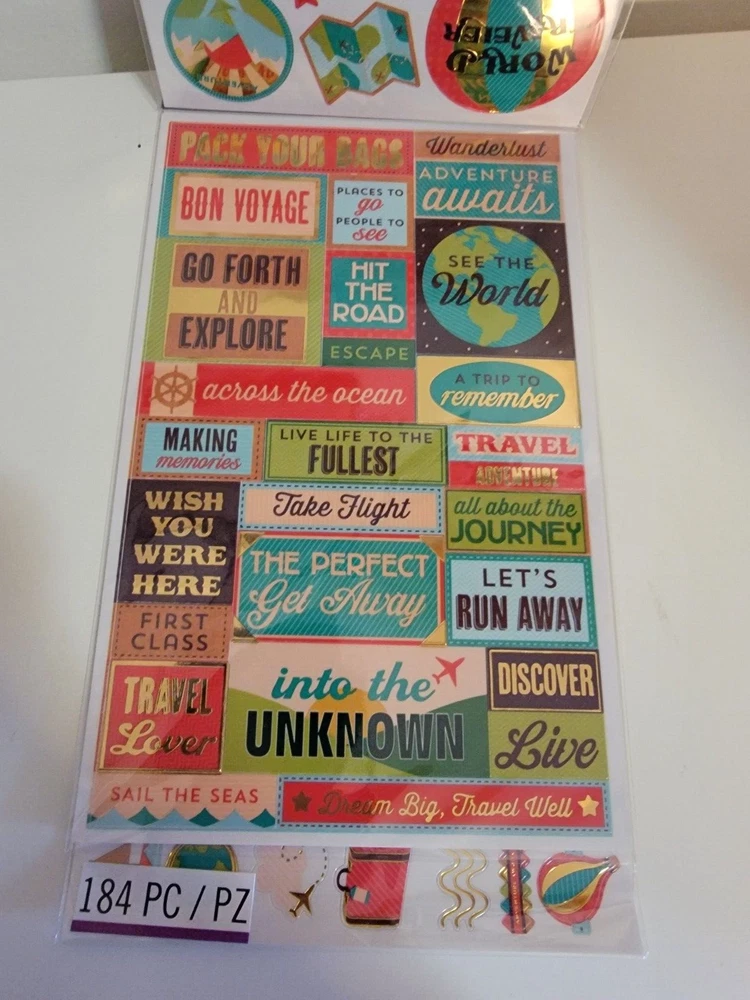 ADVENTURE
WORLD
TRAVELER
PACK YOUR BAGS
Wanderlust
ADVENTURE
awaits
BON VOYAGE
PLACES TO
go
PEOPLE TO
see
GO FORTH
AND
EXPLORE
HIT
THE
ROAD
SEE THE
World
ESCAPE
across the ocean
A TRIP TO
remember
MAKING
memories
LIVE LIFE TO THE
FULLEST
TRAVEL
ADVENTURE
WISH
YOU
WERE
HERE
Take Flight
all about the
JOURNEY
THE PERFECT
Get Away
LET'S
RUN AWAY
FIRST
CLASS
TRAVEL
Lover
into the
UNKNOWN
DISCOVER
Live
SAIL THE SEAS
Dream Big, Travel Well
184 PC / PZ